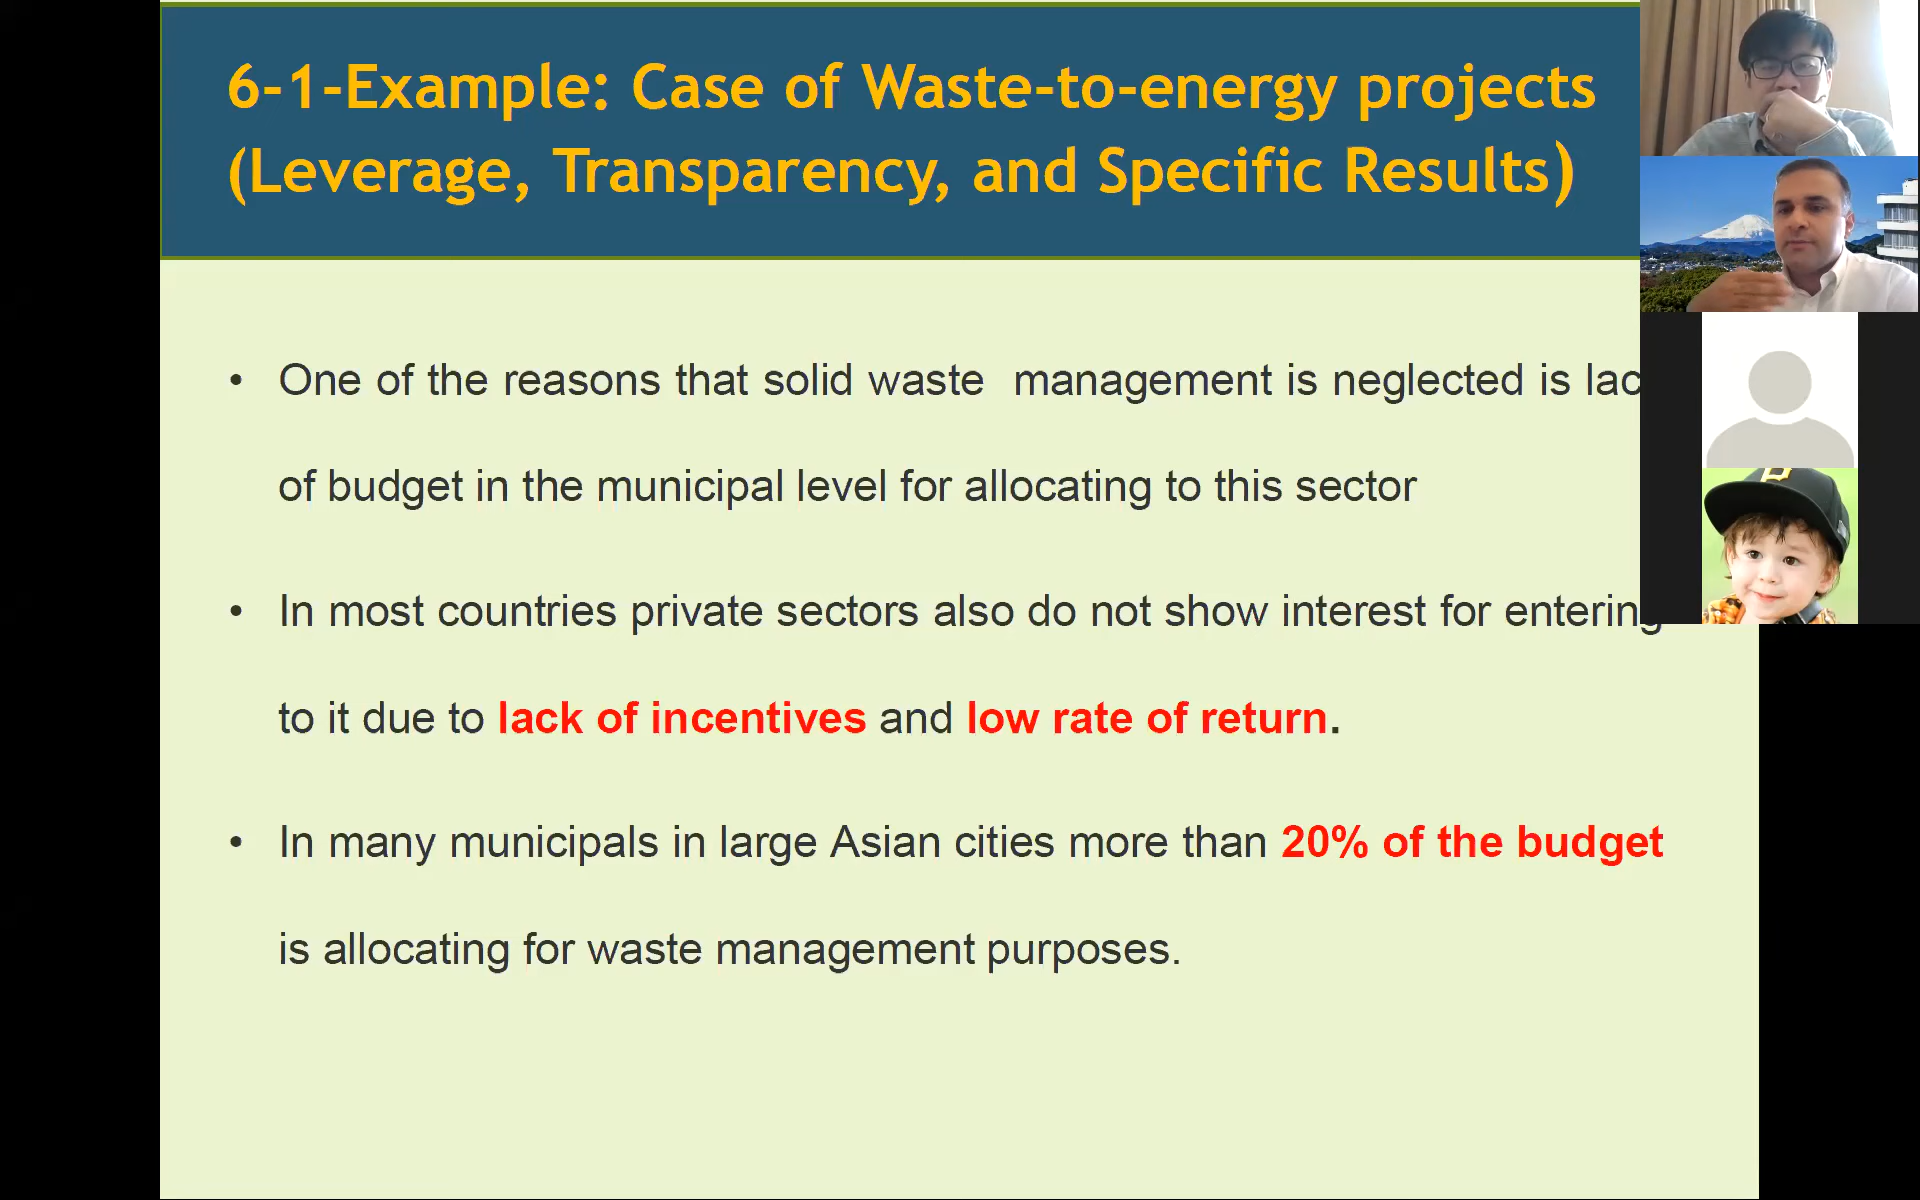 6-1-Example: Case of Waste-to-energy projects
(Leverage, Transparency, and Specific Results)
• One of the reasons that solid waste management is neglected is lac
of budget in the municipal level for allocating to this sector
• In most countries private sectors also do not show interest for entering
to it due to lack of incentives and low rate of return.
• In many municipals in large Asian cities more than 20% of the budget
is allocating for waste management purposes.
P